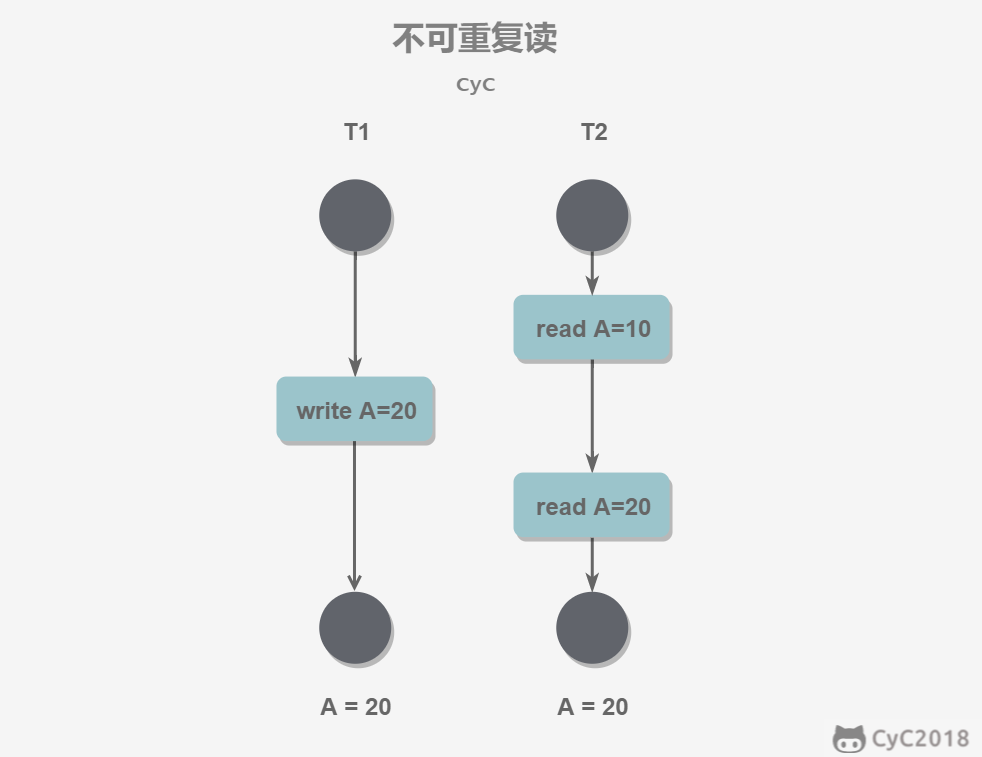 不可重复读
CyC
T1
T2
read A=10
write A=20
read A=20
A = 20
A = 20
CyC2018